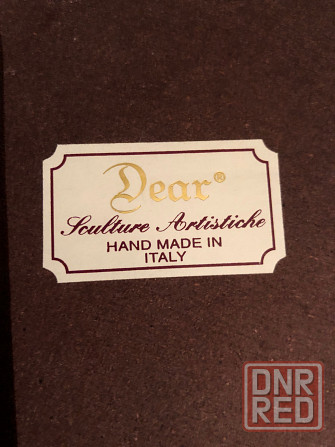 Dear®
Sculture Artistiche
HAND MADE IN
ITALY
DNR
RED